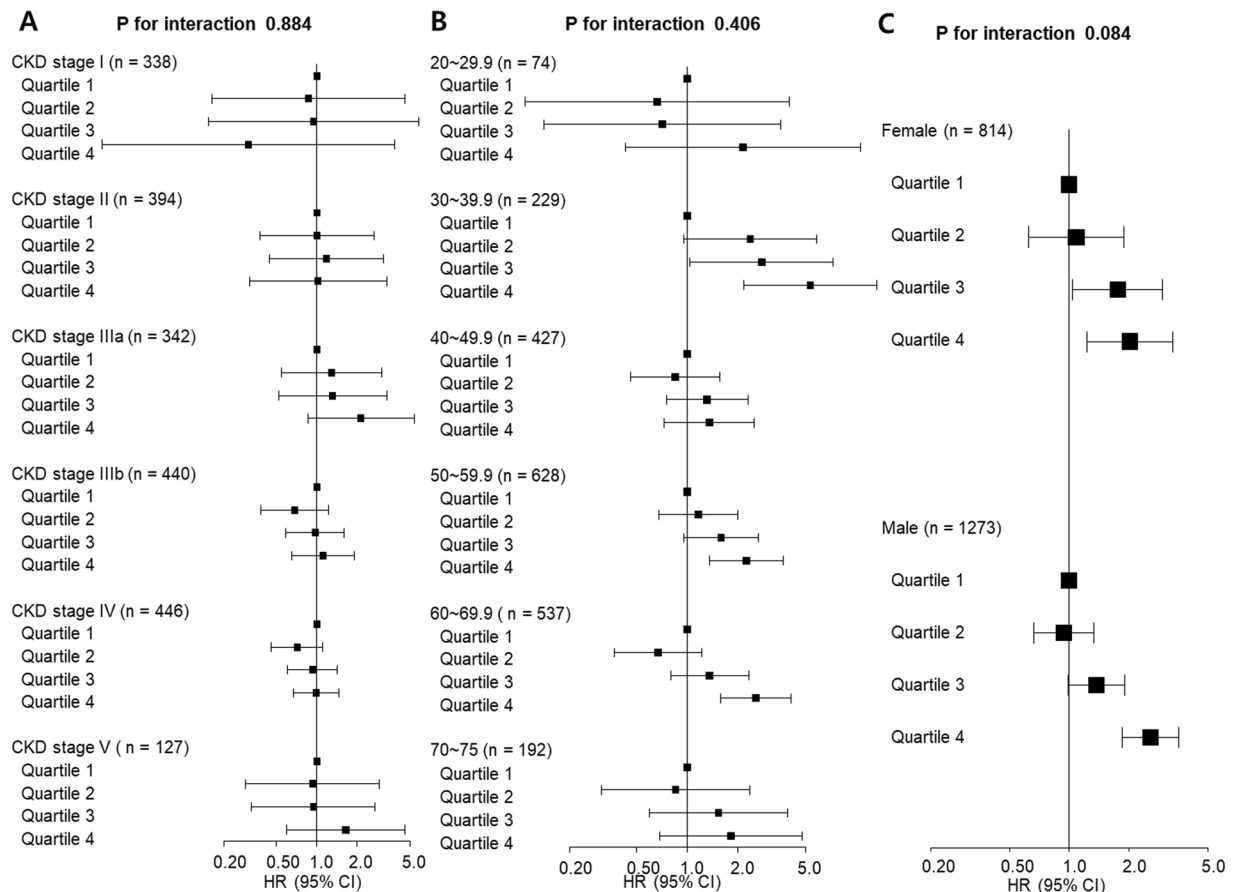 A
P for interaction 0.884
CKD stage I (n = 338)
Quartile 1
Quartile 2
Quartile 3
Quartile 4
CKD stage II (n = 394)
Quartile 1
Quartile 2
Quartile 3
Quartile 4
CKD stage IIIa (n = 342)
Quartile 1
Quartile 2
Quartile 3
Quartile 4
CKD stage IIIb (n = 440)
Quartile 1
Quartile 2
Quartile 3
Quartile 4
CKD stage IV (n = 446)
Quartile 1
Quartile 2
Quartile 3
Quartile 4
CKD stage V ( n = 127)
Quartile 1
Quartile 2
Quartile 3
Quartile 4
0.20 0.50 1.0 2.0 5.0
HR (95% CI)
B
P for interaction 0.406
20~29.9 (n = 74)
Quartile 1
Quartile 2
Quartile 3
Quartile 4
30~39.9 (n = 229)
Quartile 1
Quartile 2
Quartile 3
Quartile 4
40~49.9 (n = 427)
Quartile 1
Quartile 2
Quartile 3
Quartile 4
50~59.9 (n = 628)
Quartile 1
Quartile 2
Quartile 3
Quartile 4
60~69.9 ( n = 537)
Quartile 1
Quartile 2
Quartile 3
Quartile 4
70~75 (n = 192)
Quartile 1
Quartile 2
Quartile 3
Quartile 4
0.20 0.50 1.0 2.0 5.0
HR (95% CI)
C
P for interaction 0.084
Female (n = 814)
Quartile 1
Quartile 2
Quartile 3
Quartile 4
Male (n = 1273)
Quartile 1
Quartile 2
Quartile 3
Quartile 4
0.20 0.50 1.0 2.0 5.0
HR (95% CI)